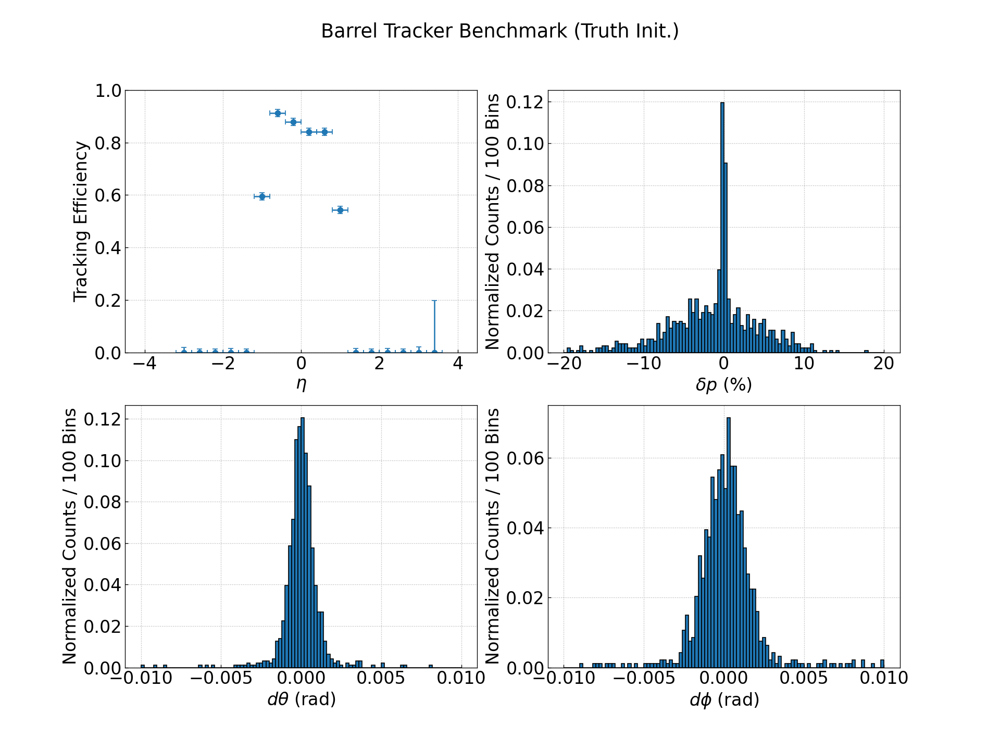 Barrel Tracker Benchmark (Truth Init.)
Tracking Efficiency
1.0
0.8
0.6
0.4
0.2
0.0
−4 −2 0 2 4
η
Normalized Counts / 100 Bins
0.12
0.10
0.08
0.06
0.04
0.02
0.00
−20 −10 0 10 20
δp (%)
Normalized Counts / 100 Bins
0.12
0.10
0.08
0.06
0.04
0.02
0.00
−0.010 −0.005 0.000 0.005 0.010
dθ (rad)
Normalized Counts / 100 Bins
0.06
0.04
0.02
0.00
−0.010 −0.005 0.000 0.005 0.010
dϕ (rad)